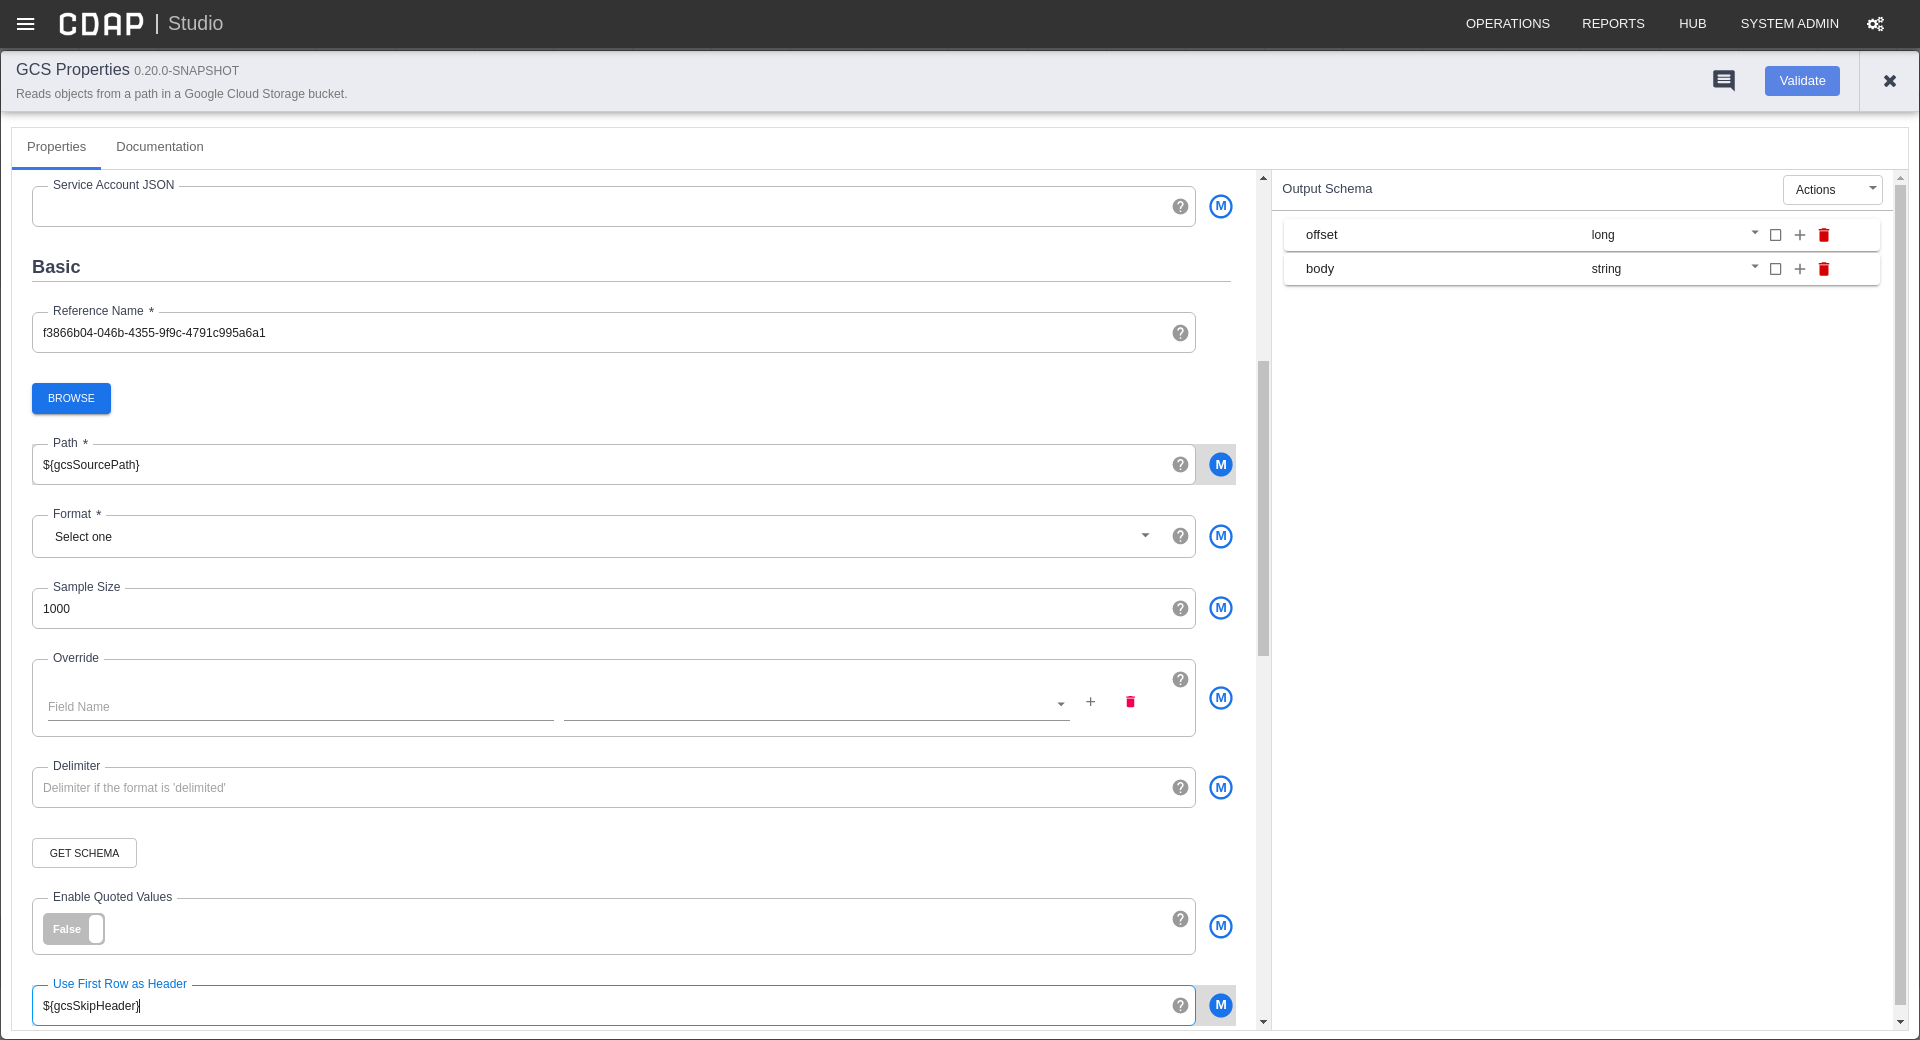 CDAP | Studio
OPERATIONS REPORTS HUB SYSTEM ADMIN
GCS Properties 0.20.0-SNAPSHOT
Reads objects from a path in a Google Cloud Storage bucket.
Validate
Properties Documentation
Service Account JSON
M
Basic
Reference Name *
f3866b04-046b-4355-9f9c-4791c995a6a1
BROWSE
Path *
${gcsSourcePath}
M
Format *
Select one
M
Sample Size
1000
M
Override
Field Name
M
Delimiter
Delimiter if the format is 'delimited'
M
GET SCHEMA
Enable Quoted Values
False
M
Use First Row as Header
${gcsSkipHeader}
M
Output Schema
Actions
offset long
body string